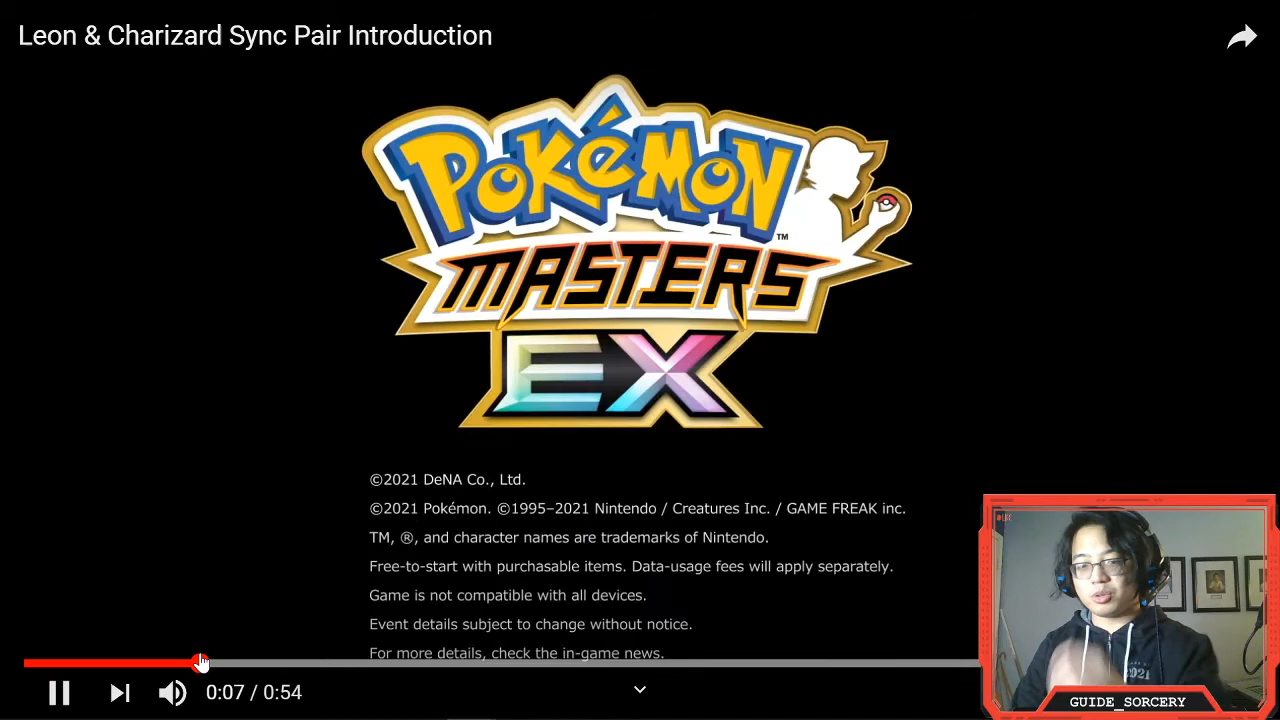 Leon & Charizard Sync Pair Introduction
POKéMON
™
MASTERS
EX
©2021 DeNA Co., Ltd.
©2021 Pokémon. ©1995–2021 Nintendo / Creatures Inc. / GAME FREAK inc.
TM, ®, and character names are trademarks of Nintendo.
Free-to-start with purchasable items. Data-usage fees will apply separately.
Game is not compatible with all devices.
Event details subject to change without notice.
For more details, check the in-game news.
0:07 / 0:54
2021
GUIDE_SORCERY